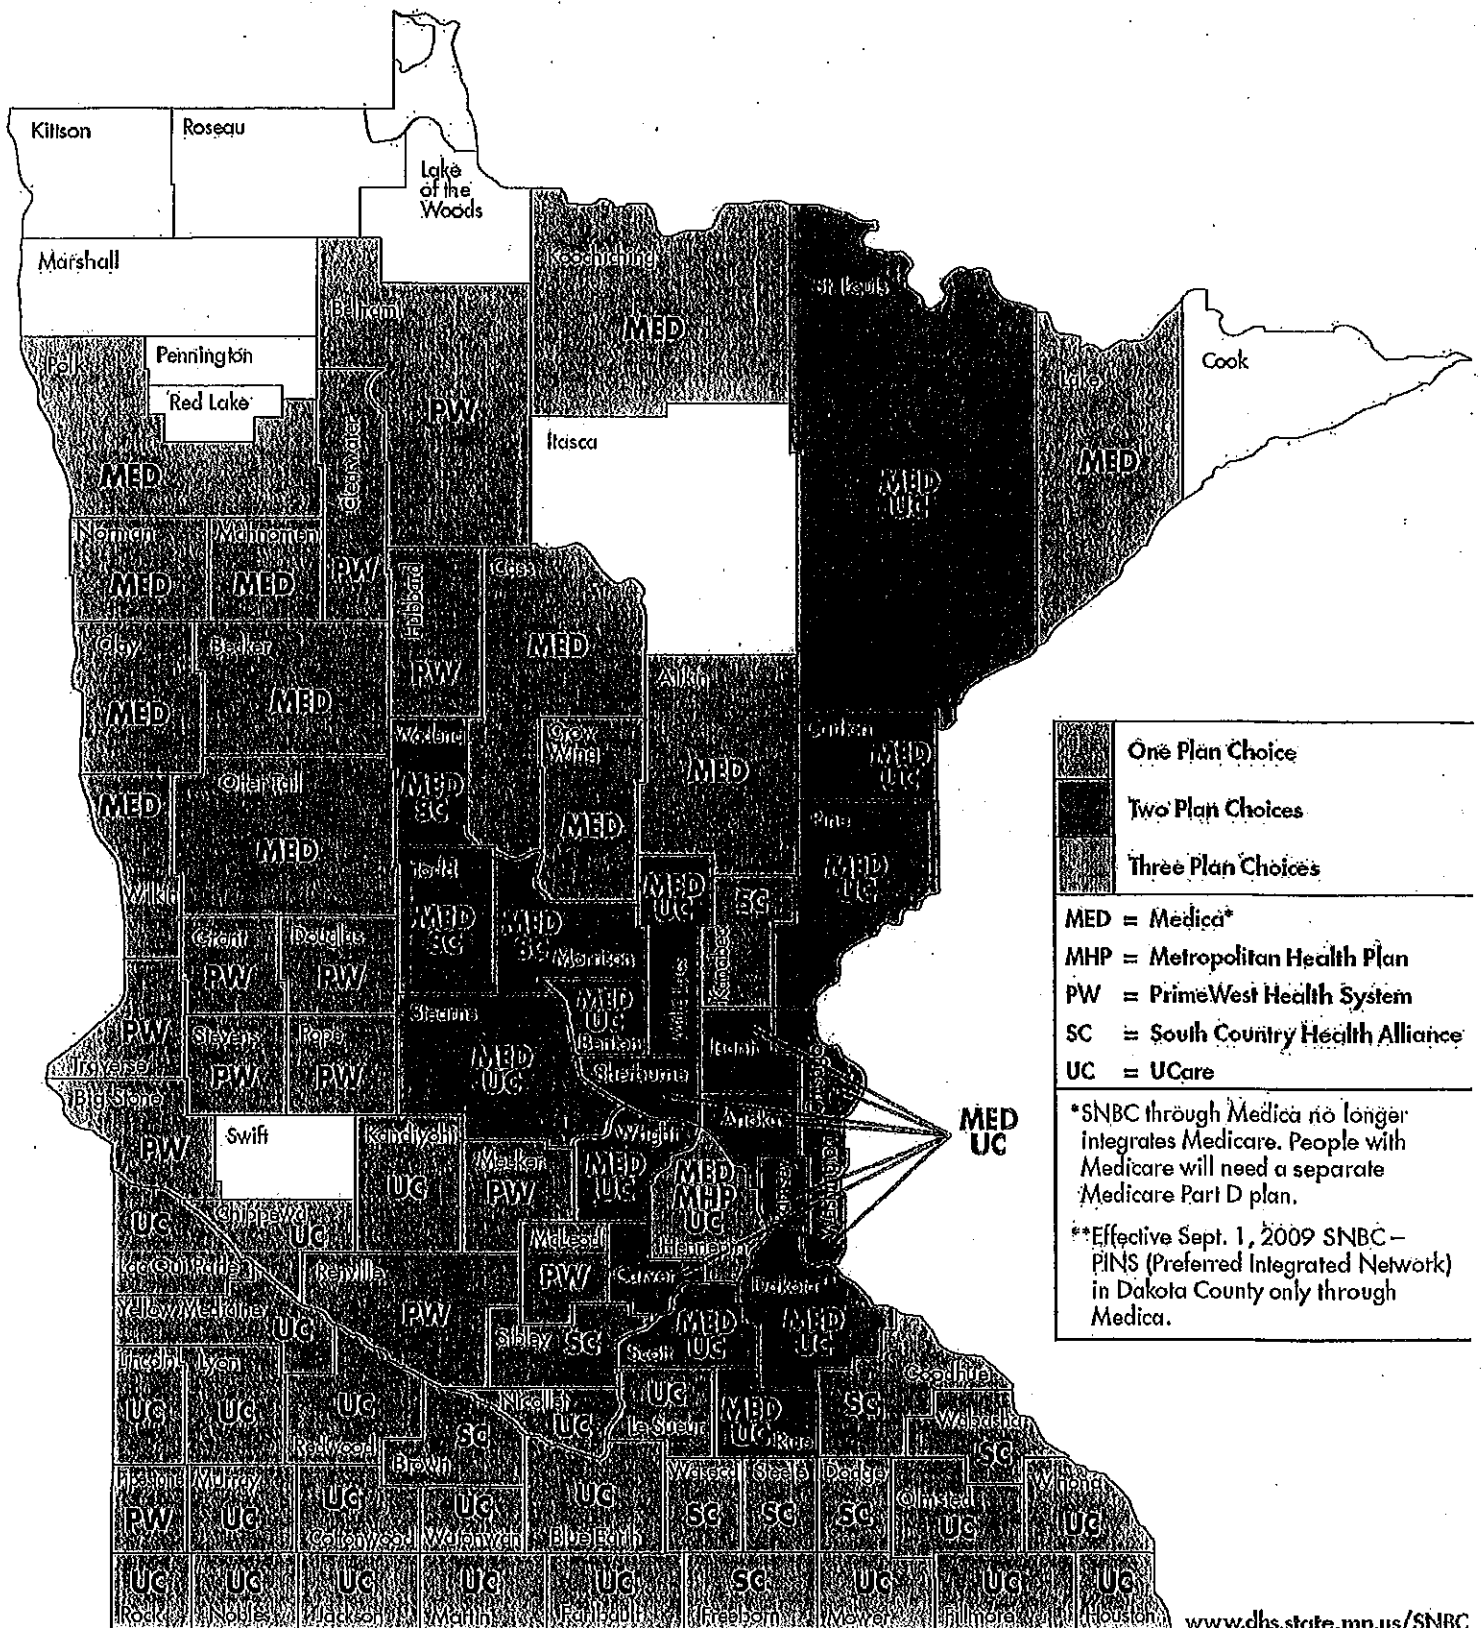 Kittson
Roseau
Lake
of the
Woods
Marshall
Koochiching
MED
St Louis
MED
UC
Beltrami
PW
Pennington
Red Lake
Polk
MED
Clearwater
PW
Itasca
Lake
MED
Cook
Norman
MED
Mahnomen
MED
Hubbard
PW
Cass
MED
Clay
MED
Becker
MED
Aitkin
MED
Wadena
MED
SC
Crow
Wing
MED
Carlton
MED
UC
MED
Wilkin
Otter Tail
MED
Pine
MED
UC
Todd
MED
SC
MED
SC
Morrison
MED
UC
Mille Lacs
SC
Kanabec
Grant
PW
Douglas
PW
PW
Traverse
Stevens
PW
Pope
PW
Stearns
MED
UC
MED
UC
Benton
Sherburne
Isanti
Chisago
Anoka
Big Stone
PW
Swift
Kandiyohi
UC
Meeker
PW
Wright
MED
UC
MED
MHP
UC
Hennepin
Ramsey
Washington
MED
UC
UC
Lac Qui Parle
Chippewa
UC
Renville
PW
McLeod
PW
Carver
Dakota
MED
UC
Yellow Medicine
UC
Sibley
SC
MED
UC
Scott
Lincoln
UC
Lyon
UC
UC
Redwood
SC
Brown
Nicollet
UC
UC
Le Sueur
MED
UC Rice
Goodhue
SC
Wabasha
SC
Pipestone
PW
Murray
UC
UC
Cottonwood
UC
Watonwan
UC
Blue Earth
Waseca
SC
Steele
SC
Dodge
SC
Olmsted
UC
Winona
UC
UC
Rock
UC
Nobles
UC
Jackson
UC
Martin
UC
Faribault
SC
Freeborn
UC
Mower
UC
Fillmore
UC
Houston
One Plan Choice
Two Plan Choices
Three Plan Choices
MED = Medica*
MHP = Metropolitan Health Plan
PW = PrimeWest Health System
SC = South Country Health Alliance
UC = UCare
*SNBC through Medica no longer
integrates Medicare. People with
Medicare will need a separate
Medicare Part D plan.
**Effective Sept. 1, 2009 SNBC –
PINS (Preferred Integrated Network)
in Dakota County only through
Medica.
www.dhs.state.mn.us/SNBC